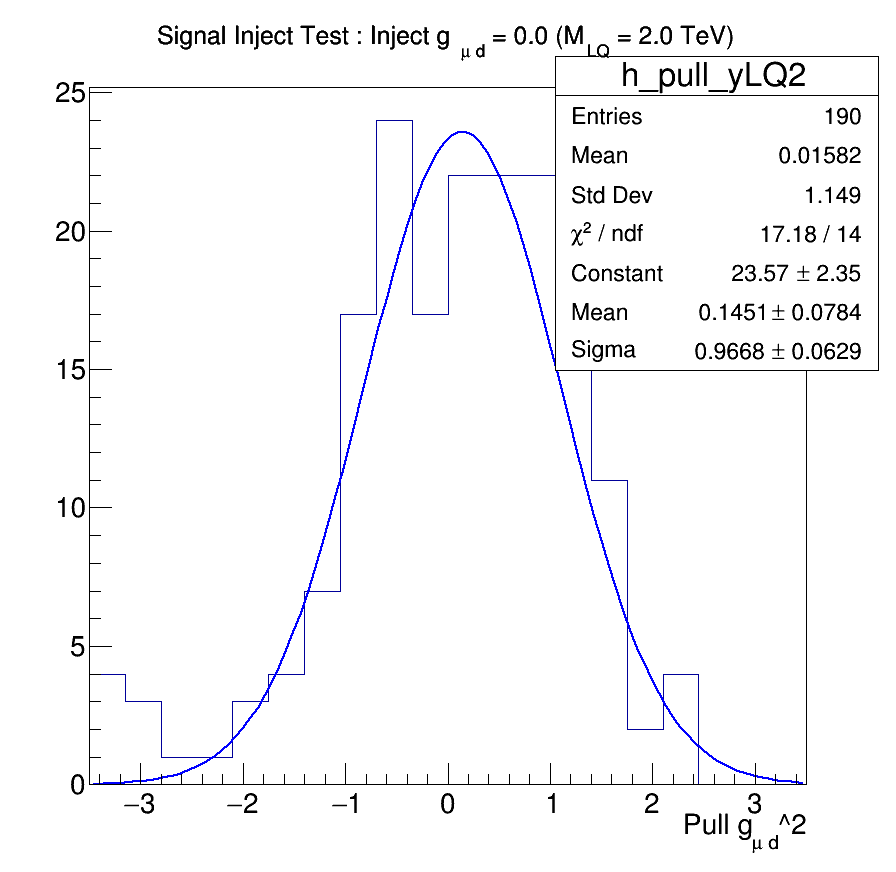 Signal Inject Test : Inject g μ d = 0.0 (M LQ = 2.0 TeV)
h_pull_yLQ2
Entries 190
Mean 0.01582
Std Dev 1.149
χ² / ndf 17.18 / 14
Constant 23.57 ± 2.35
Mean 0.1451 ± 0.0784
Sigma 0.9668 ± 0.0629
25
20
15
10
5
0
−3 −2 −1 0 1 2 3
Pull g μ d ^2